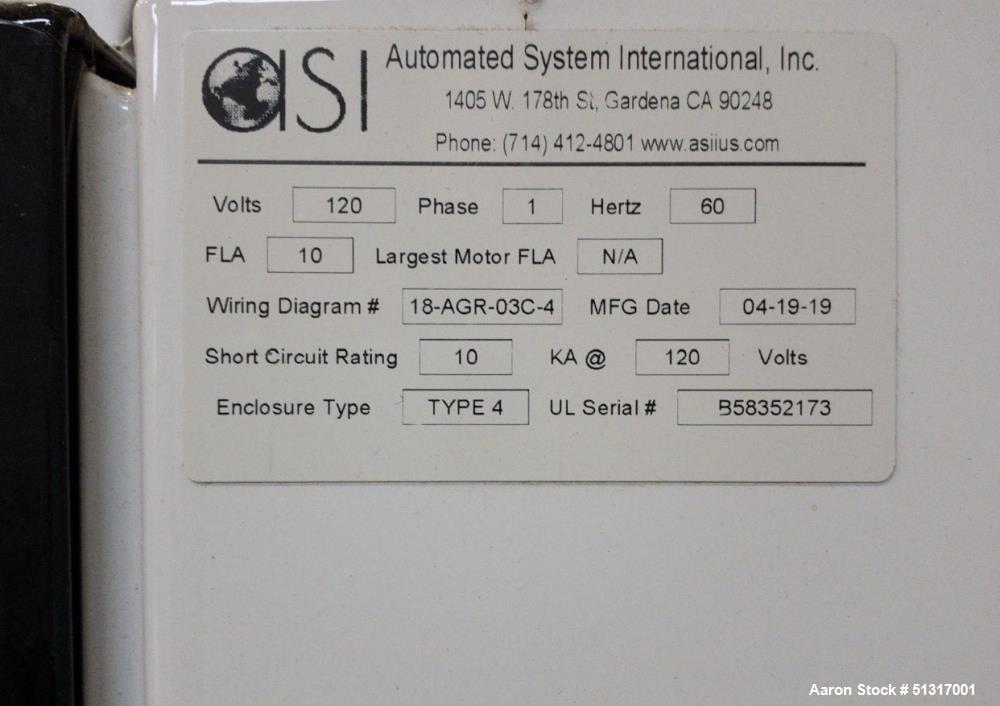 aSI
Automated System International, Inc.
1405 W. 178th St, Gardena CA 90248
Phone: (714) 412-4801 www.asiius.com
Volts 120 Phase 1 Hertz 60
FLA 10 Largest Motor FLA N/A
Wiring Diagram # 18-AGR-03C-4 MFG Date 04-19-19
Short Circuit Rating 10 KA @ 120 Volts
Enclosure Type TYPE 4 UL Serial # B58352173
Aaron Stock # 51317001